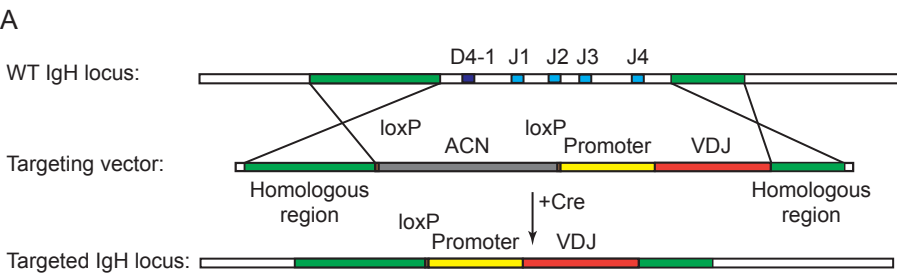 A
D4-1 J1 J2 J3 J4
WT IgH locus:
loxP loxP
ACN Promoter VDJ
Targeting vector:
Homologous region Homologous region
+Cre
loxP
Promoter VDJ
Targeted IgH locus: